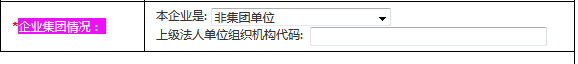 *企业集团情况：
本企业是: 非集团单位
上级法人单位组织机构代码: